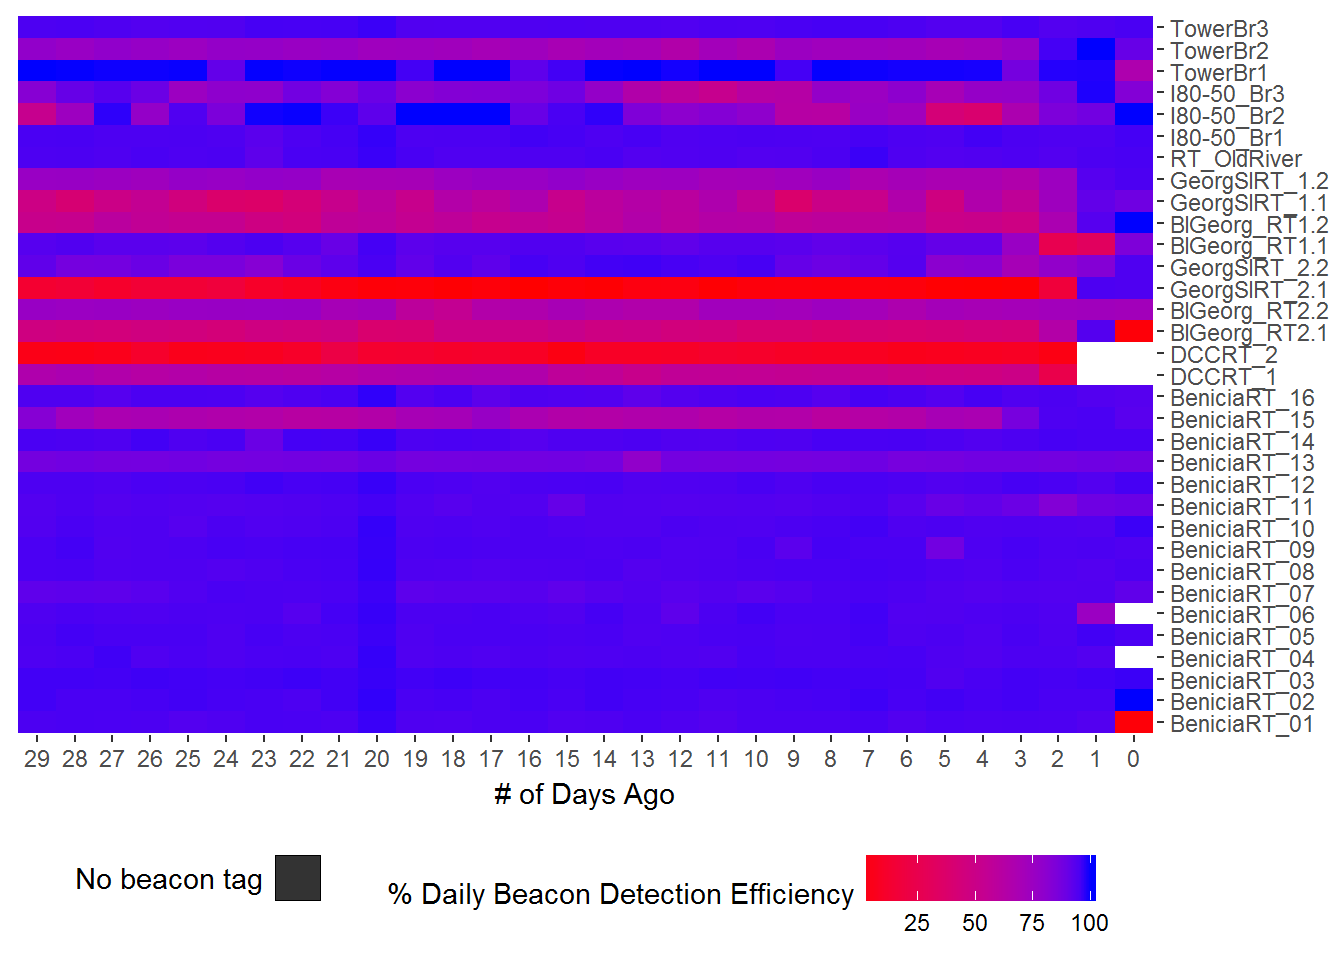 TowerBr3
TowerBr2
TowerBr1
I80-50_Br3
I80-50_Br2
I80-50_Br1
RT_OldRiver
GeorgSlRT_1.2
GeorgSlRT_1.1
BlGeorg_RT1.2
BlGeorg_RT1.1
GeorgSlRT_2.2
GeorgSlRT_2.1
BlGeorg_RT2.2
BlGeorg_RT2.1
DCCRT_2
DCCRT_1
BeniciaRT_16
BeniciaRT_15
BeniciaRT_14
BeniciaRT_13
BeniciaRT_12
BeniciaRT_11
BeniciaRT_10
BeniciaRT_09
BeniciaRT_08
BeniciaRT_07
BeniciaRT_06
BeniciaRT_05
BeniciaRT_04
BeniciaRT_03
BeniciaRT_02
BeniciaRT_01
29 28 27 26 25 24 23 22 21 20 19 18 17 16 15 14 13 12 11 10 9 8 7 6 5 4 3 2 1 0
# of Days Ago
No beacon tag
% Daily Beacon Detection Efficiency
25 50 75 100